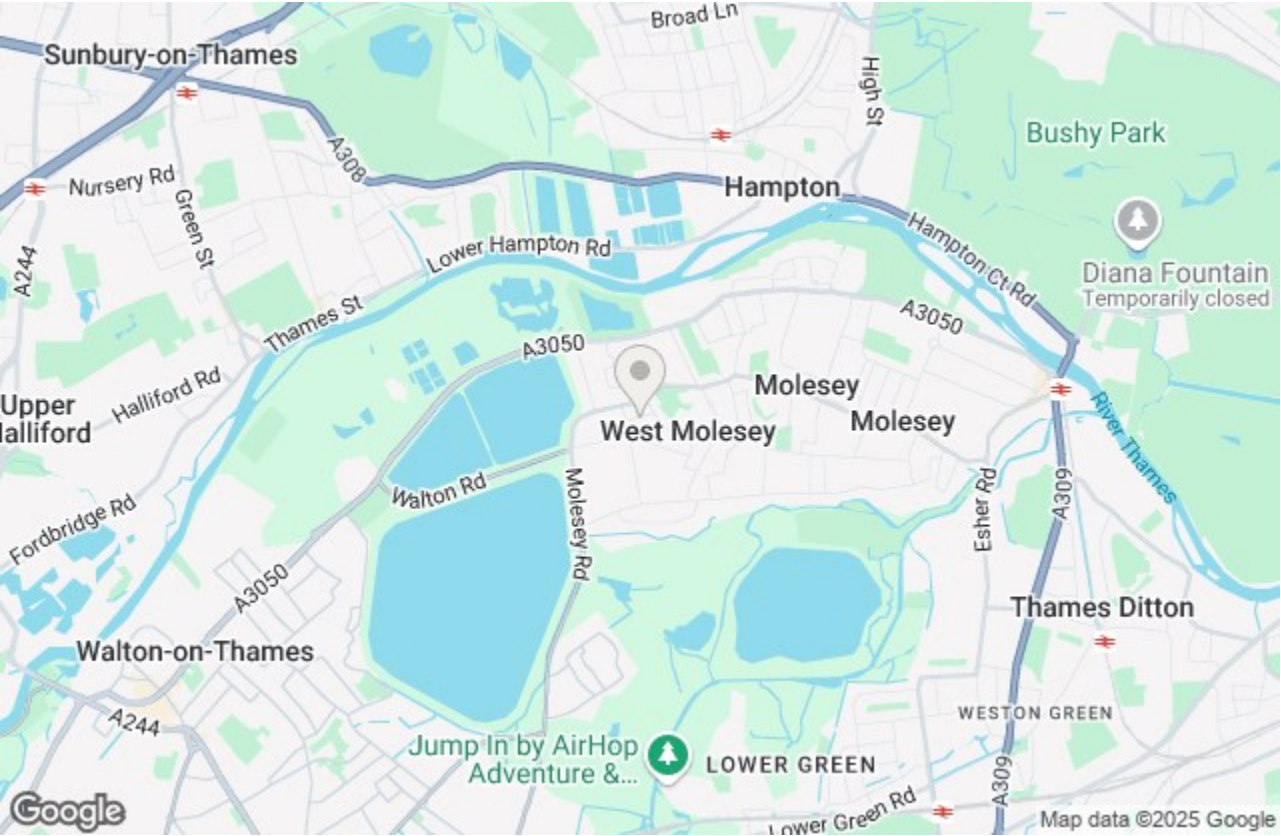 Broad Ln
Sunbury-on-Thames
High St
Bushy Park
A308
Nursery Rd
Hampton
Green St
Hampton Ct Rd
A244
Lower Hampton Rd
Diana Fountain
Temporarily closed
Thames St
A3050
A3050
Halliford Rd
Molesey
Upper
Halliford
Molesey
West Molesey
River Thames
Walton Rd
Molesey Rd
A309
Esher Rd
Fordbridge Rd
A3050
Thames Ditton
Walton-on-Thames
WESTON GREEN
A244
Jump In by AirHop
Adventure &...
LOWER GREEN
A309
Lower Green Rd
Google
Map data ©2025 Google